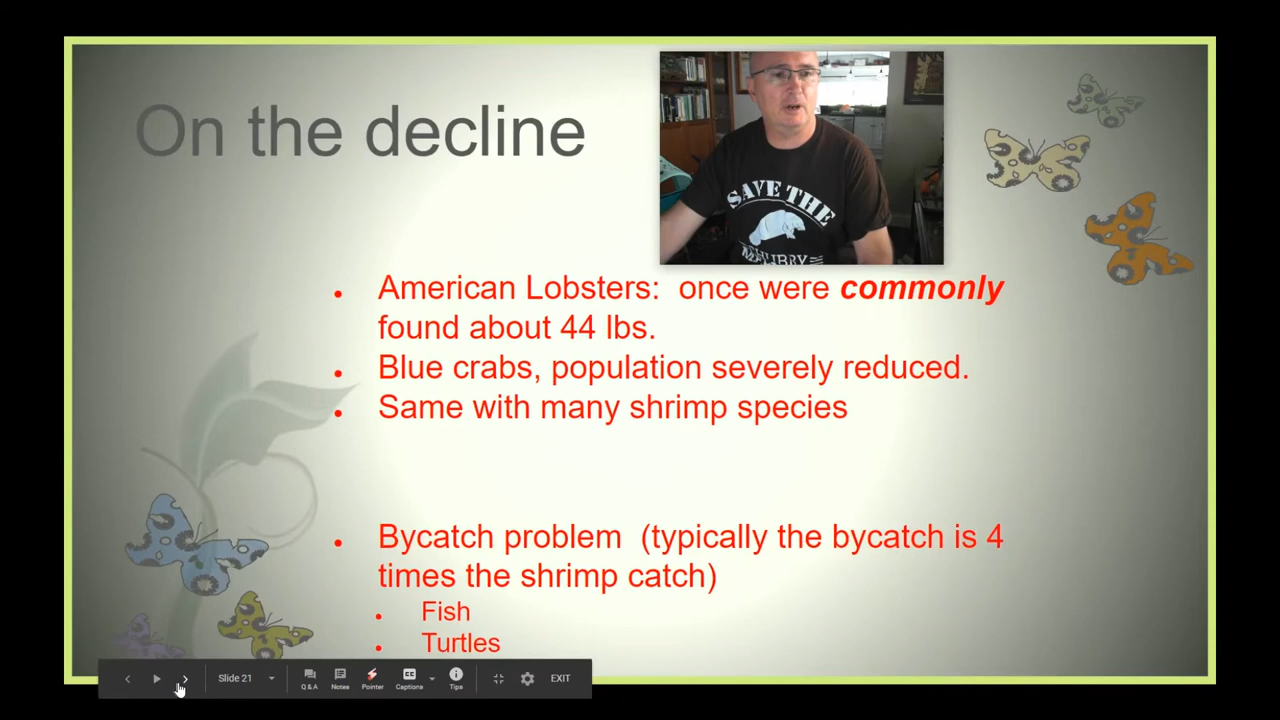 On the decline
SAVE THE
American Lobsters:  once were commonly
found about 44 lbs.
Blue crabs, population severely reduced.
Same with many shrimp species
Bycatch problem  (typically the bycatch is 4
times the shrimp catch)
Fish
Turtles
Slide 21
Q & A
Notes
Pointer
CC
Captions
Tips
EXIT